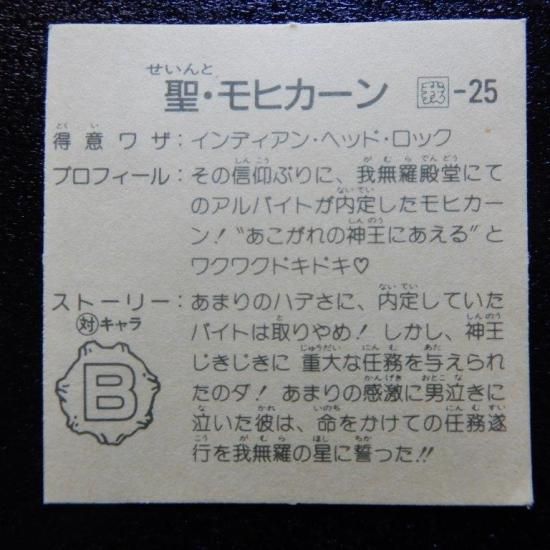 せいんと
聖・モヒカーン -25
とくい
得意ワザ：インディアン・ヘッド・ロック
しんこう がむらでんどう
プロフィール：その信仰ぶりに、我無羅殿堂にて
ないてい
のアルバイトが内定したモヒカー
しんのう
ン！“あこがれの神王にあえる”と
ワクワクドキドキ♡
ないてい
ストーリー：あまりのハデさに、内定していた
対キャラ
と しんのう
バイトは取りやめ！しかし、神王
じゅうだい にんむ あた
じきじきに重大な任務を与えられ
かんげき おとこな
たのダ！あまりの感激に男泣きに
B
な かれ いのち にんむすい
泣いた彼は、命をかけての任務遂
こう がむら ほし ちか
行を我無羅の星に誓った!!